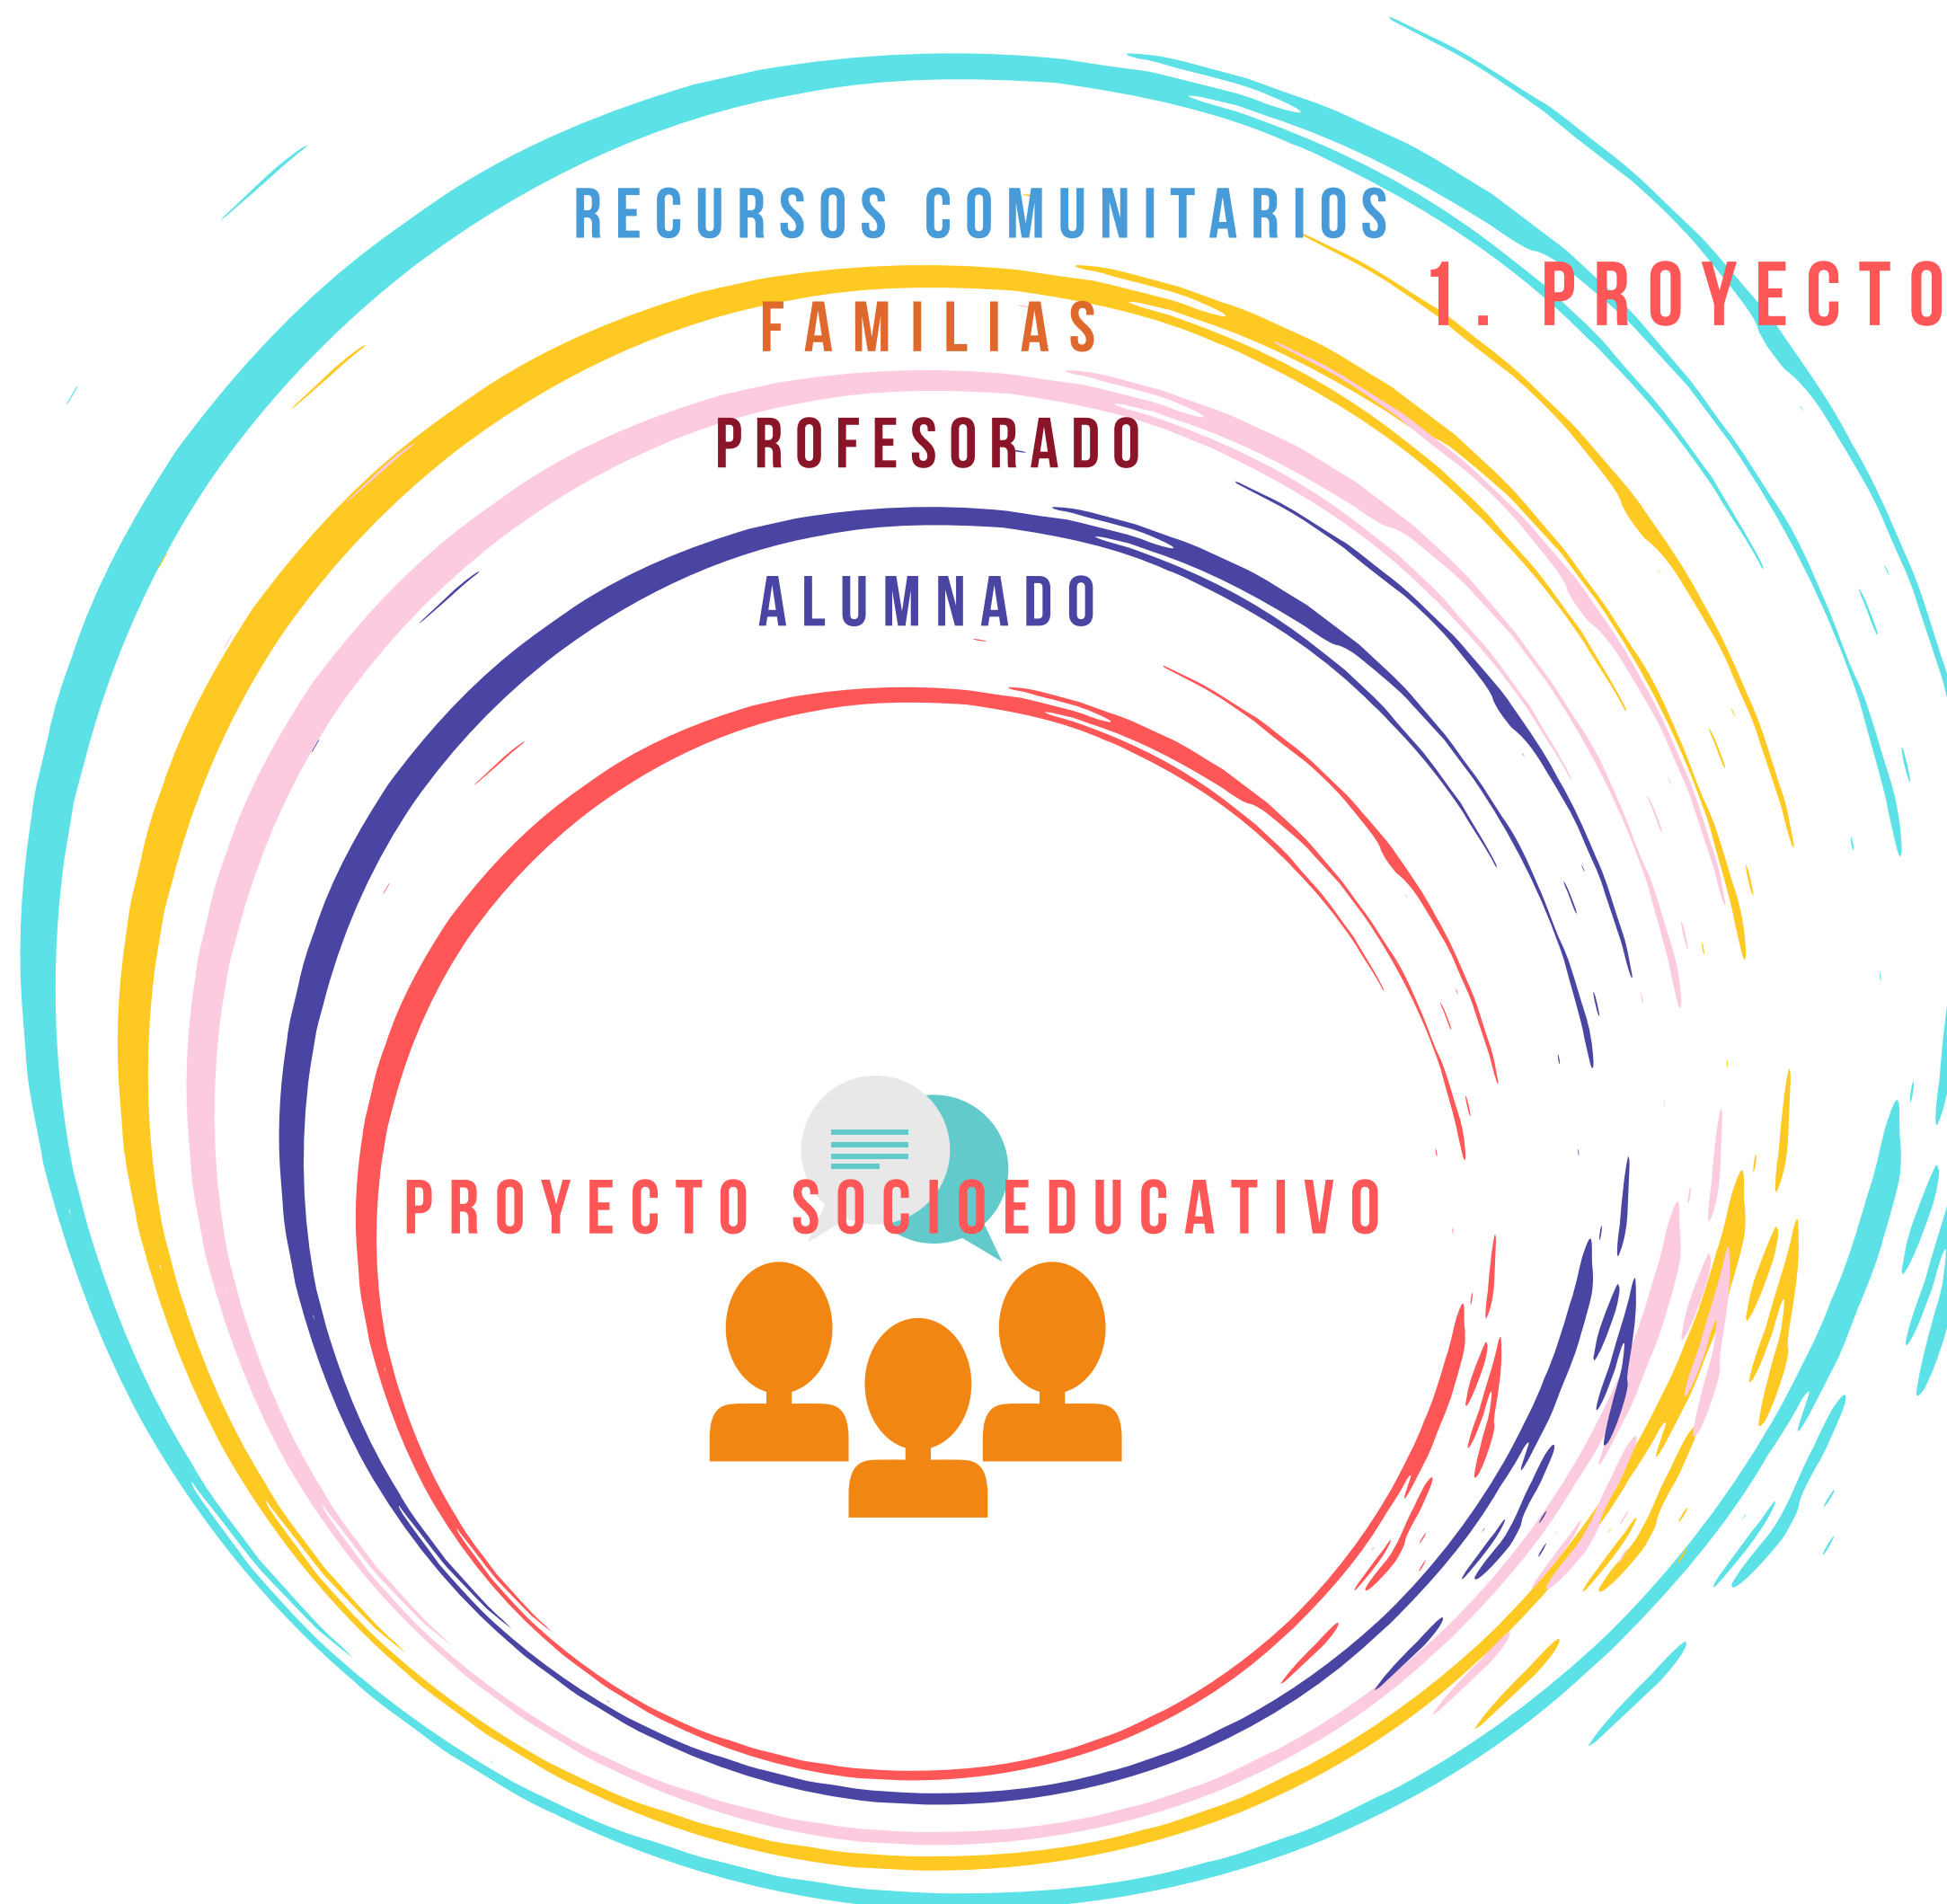 RECURSOS COMUNITARIOS
1. PROYECTO
FAMILIAS
PROFESORADO
ALUMNADO
PROYECTO SOCIOEDUCATIVO